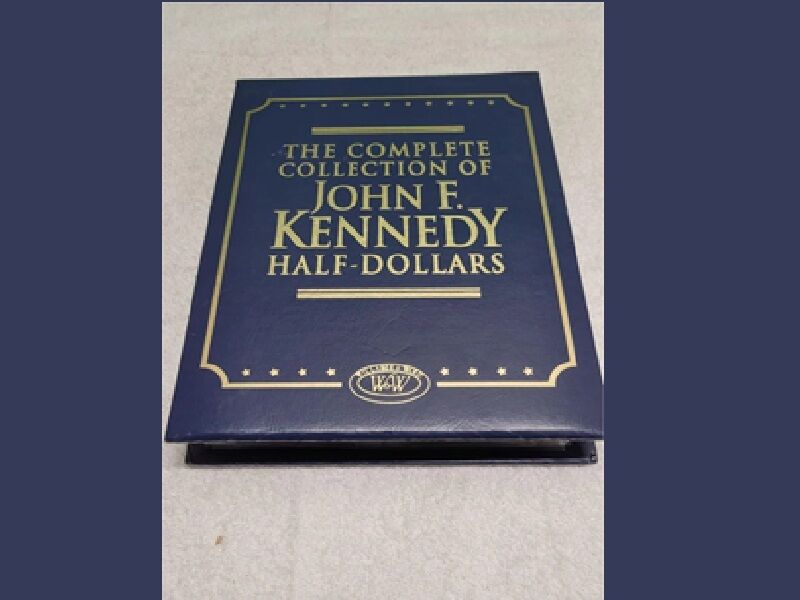 THE COMPLETE
COLLECTION OF
JOHN F.
KENNEDY
HALF-DOLLARS
W&W